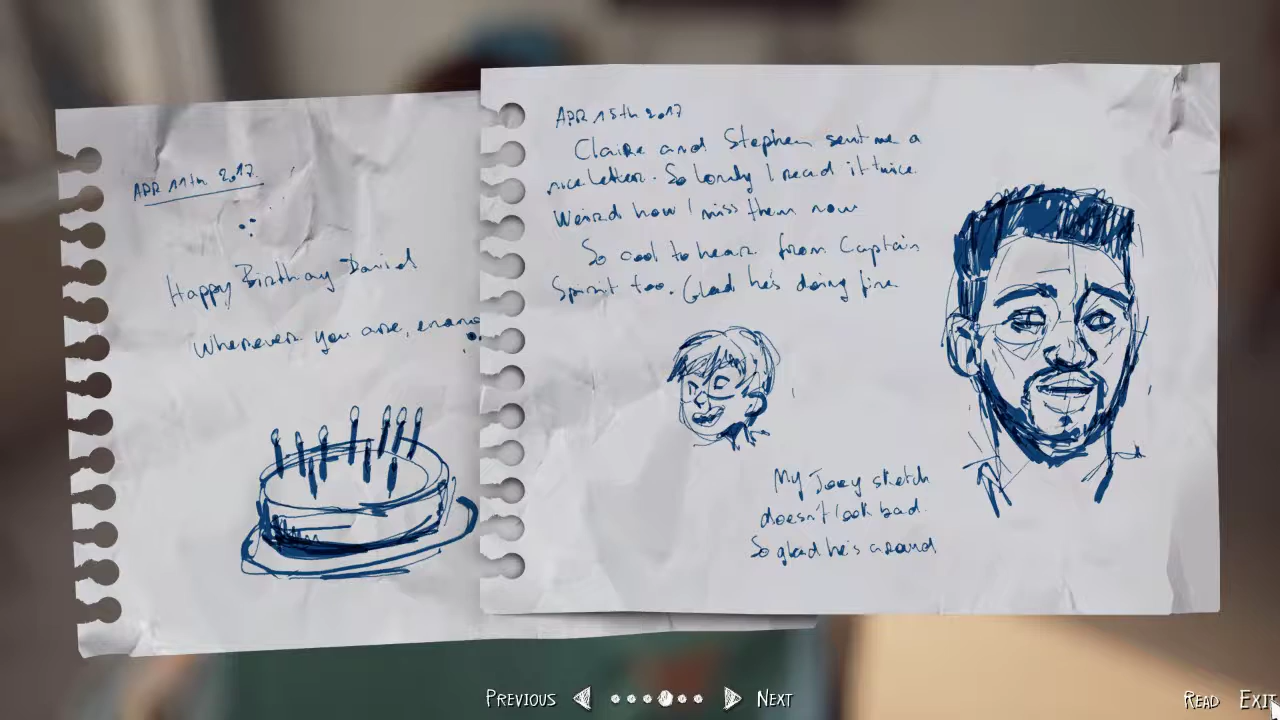 APR 11th 2017.
Happy Birthday Daniel
Wherever you are, enano
APR 15th 2017
Claire and Stephen sent me a
nice letter. So lonely I read it twice.
Weird how I miss them now
So cool to hear from Captain
Spirit too. Glad he's doing fine.
My Joey sketch
doesn't look bad.
So glad he's around
PREVIOUS
NEXT
READ
EXIT